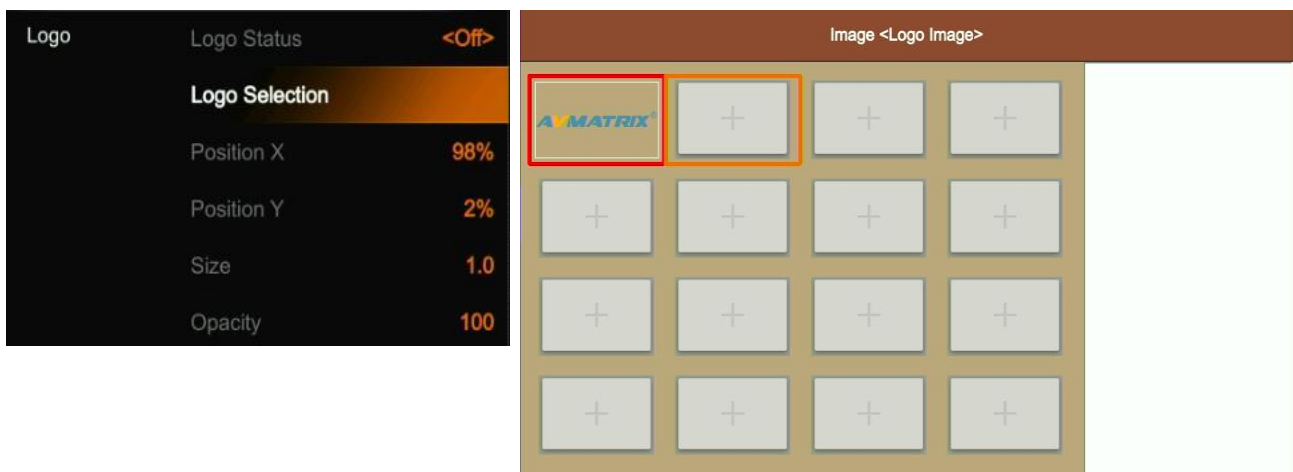 Logo
Logo Status <Off>
Logo Selection
Position X 98%
Position Y 2%
Size 1.0
Opacity 100
Image <Logo Image>
AVMATRIX®